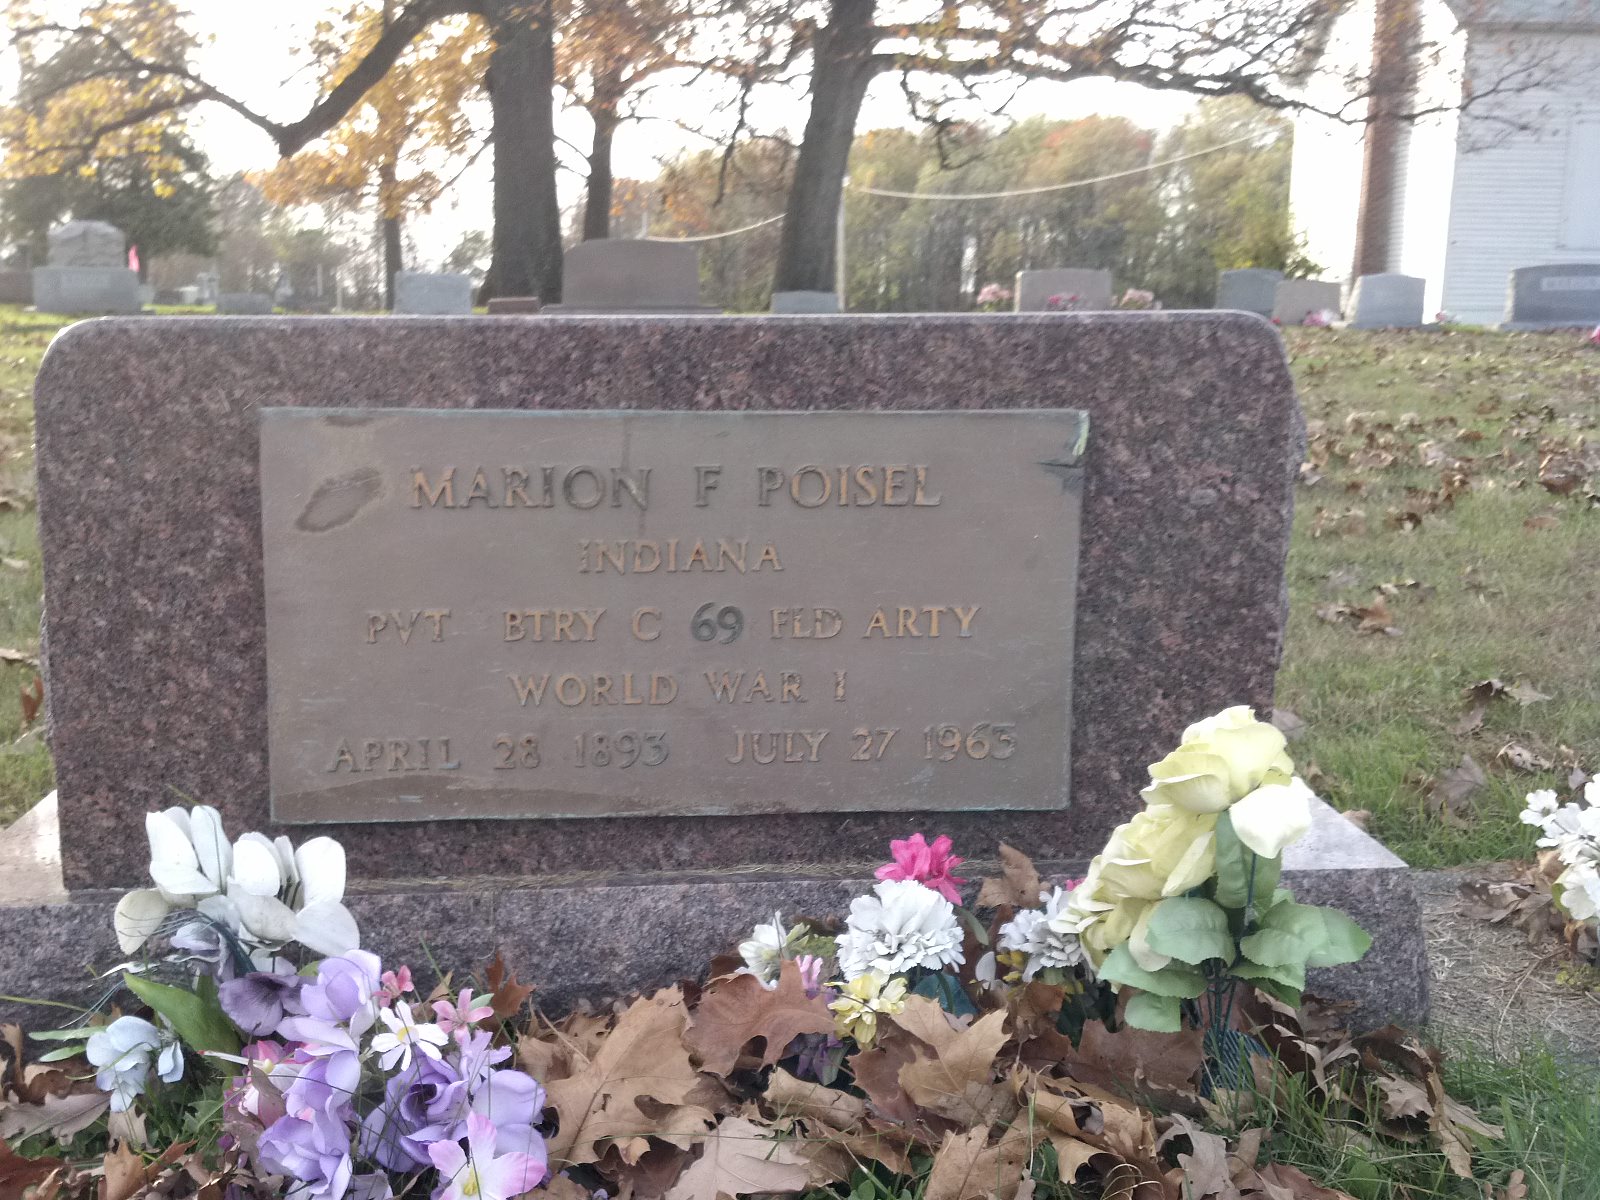 MARION F POISEL
INDIANA
PVT BTRY C 69 FLD ARTY
WORLD WAR I
APRIL 28 1893 JULY 27 1963